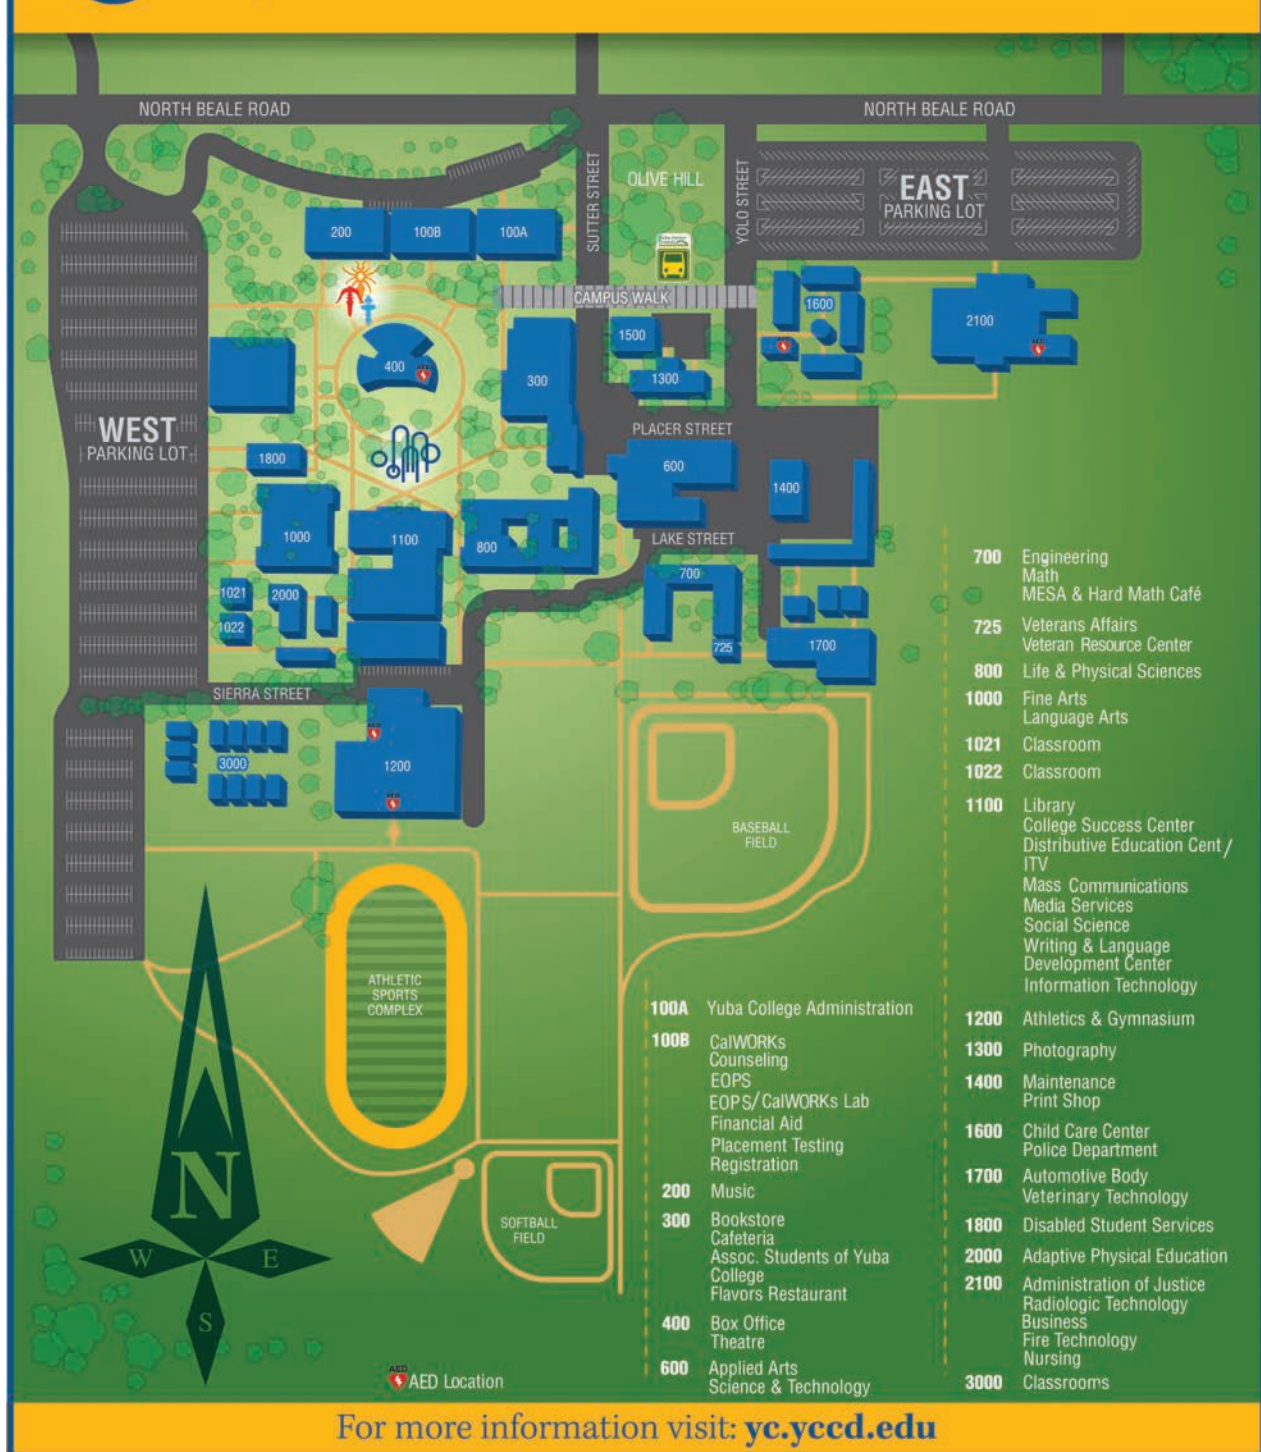 NORTH BEALE ROAD
NORTH BEALE ROAD
SUTTER STREET
OLIVE HILL
YOLO STREET
EAST
PARKING LOT
200
100B
100A
CAMPUS WALK
1600
2100
AED
1500
400
AED
300
1300
WEST
PARKING LOT
PLACER STREET
1800
600
1400
1000
1100
800
LAKE STREET
700
1021
2000
1022
725
1700
SIERRA STREET
AED
3000
1200
AED
BASEBALL
FIELD
ATHLETIC
SPORTS
COMPLEX
SOFTBALL
FIELD
N
W
E
S
AED
AED Location
100A Yuba College Administration
100B CalWORKs
Counseling
EOPS
EOPS/CalWORKs Lab
Financial Aid
Placement Testing
Registration
200 Music
300 Bookstore
Cafeteria
Assoc. Students of Yuba
College
Flavors Restaurant
400 Box Office
Theatre
600 Applied Arts
Science & Technology
700 Engineering
Math
MESA & Hard Math Café
725 Veterans Affairs
Veteran Resource Center
800 Life & Physical Sciences
1000 Fine Arts
Language Arts
1021 Classroom
1022 Classroom
1100 Library
College Success Center
Distributive Education Cent/
ITV
Mass Communications
Media Services
Social Science
Writing & Language
Development Center
Information Technology
1200 Athletics & Gymnasium
1300 Photography
1400 Maintenance
Print Shop
1600 Child Care Center
Police Department
1700 Automotive Body
Veterinary Technology
1800 Disabled Student Services
2000 Adaptive Physical Education
2100 Administration of Justice
Radiologic Technology
Business
Fire Technology
Nursing
3000 Classrooms
For more information visit: yc.yccd.edu